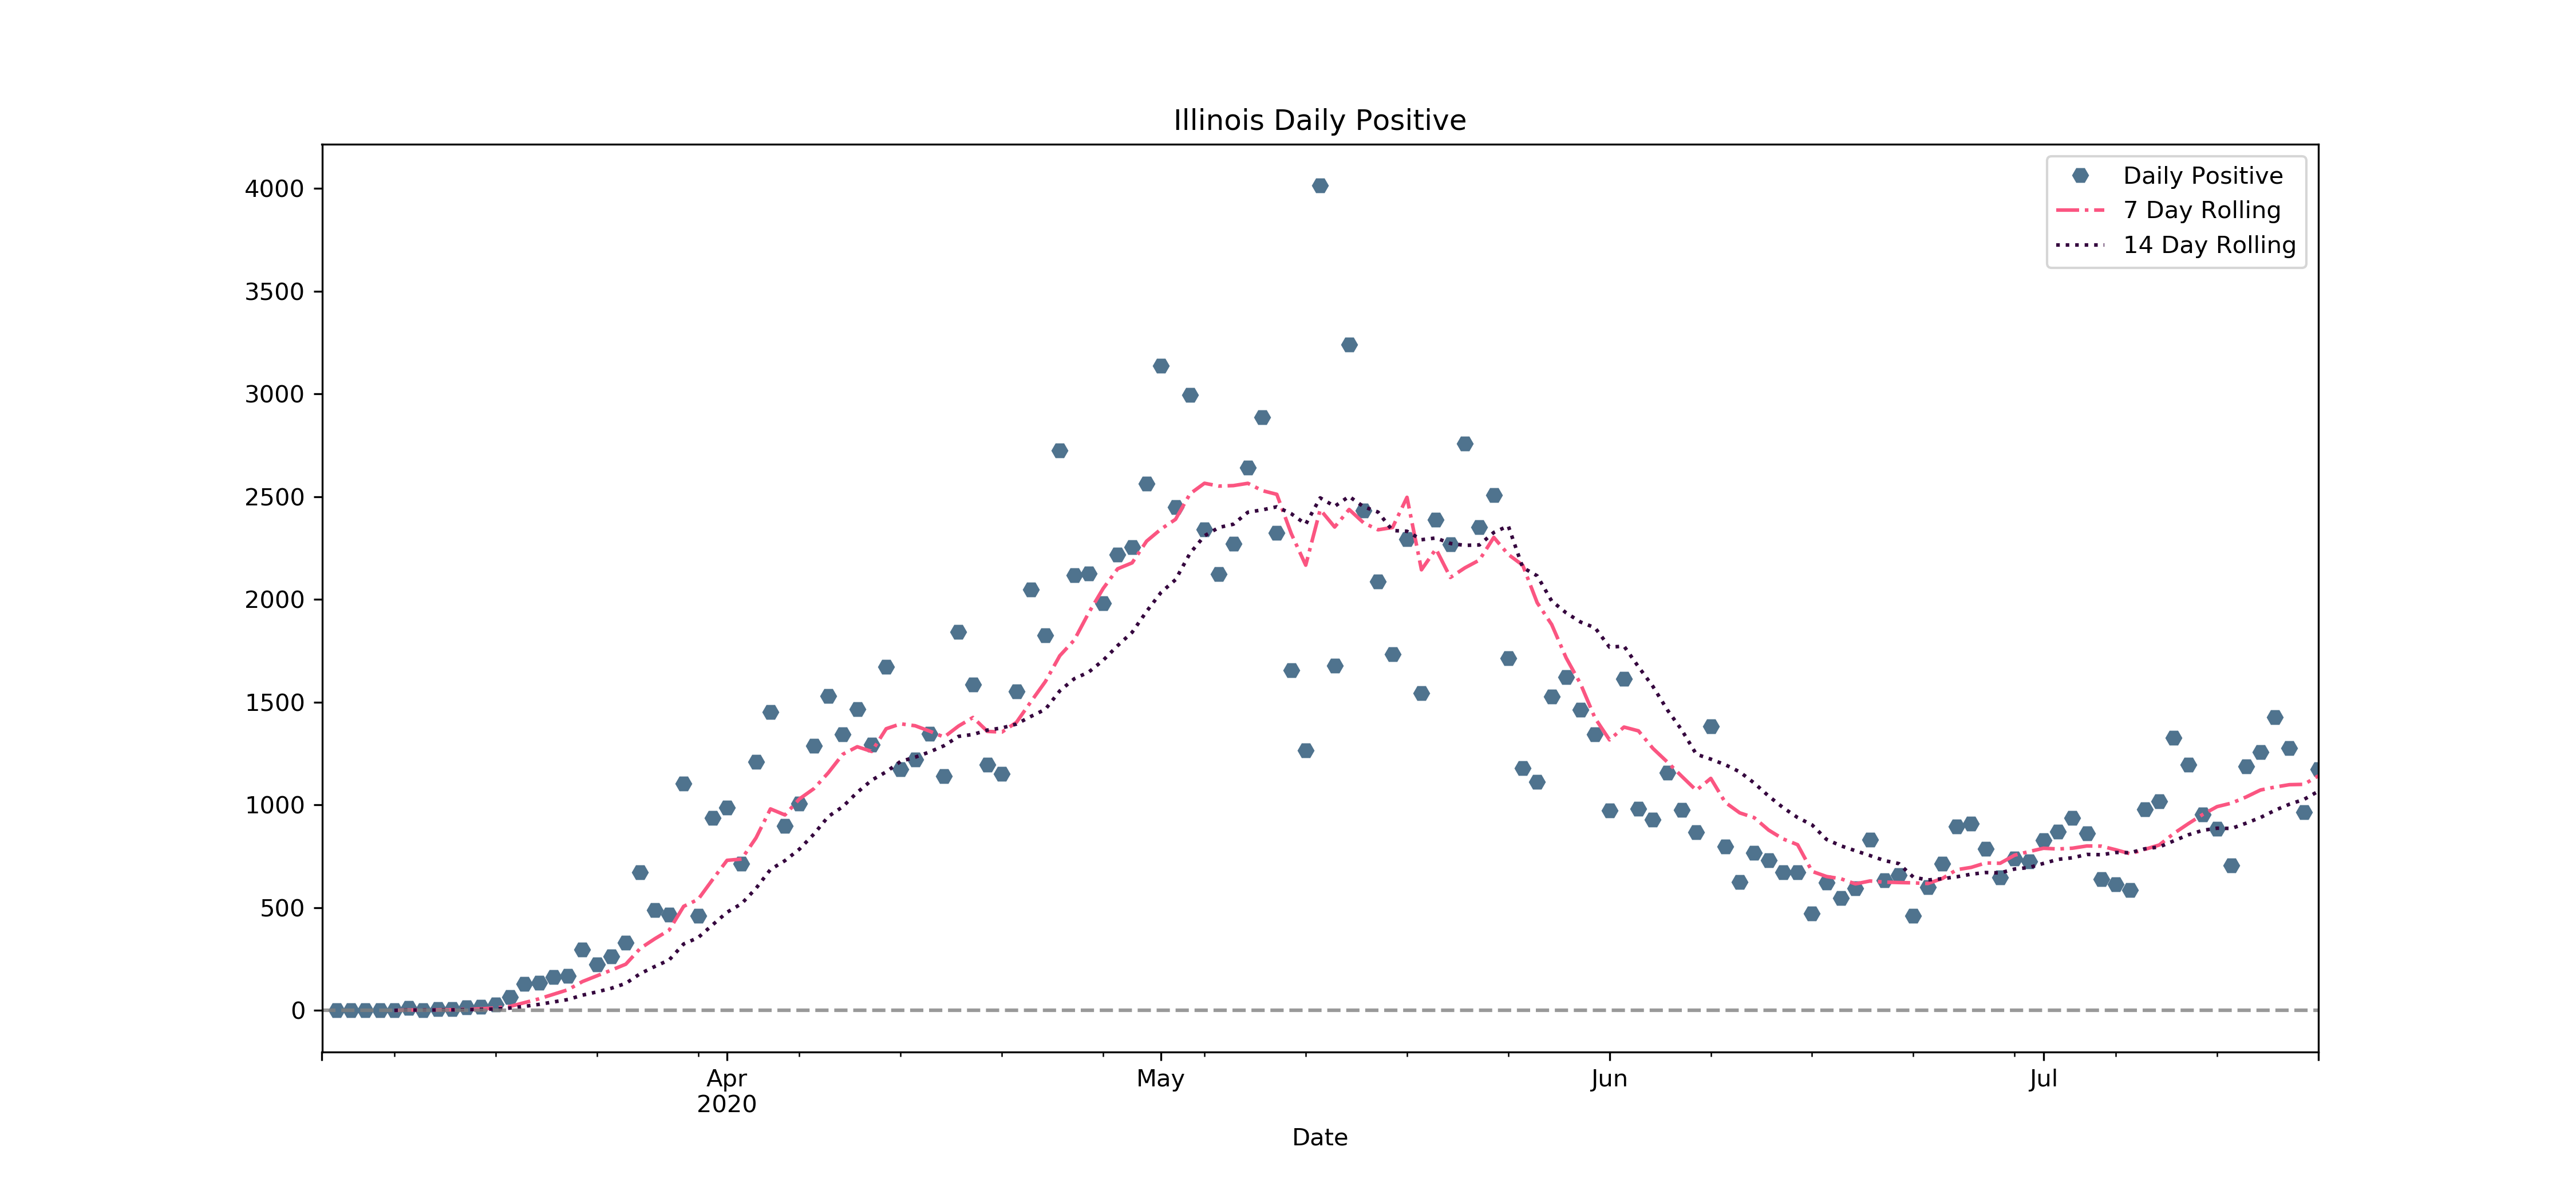 Illinois Daily Positive
4000
3500
3000
2500
2000
1500
1000
500
0
Daily Positive
7 Day Rolling
14 Day Rolling
Apr
2020
May
Jun
Jul
Date